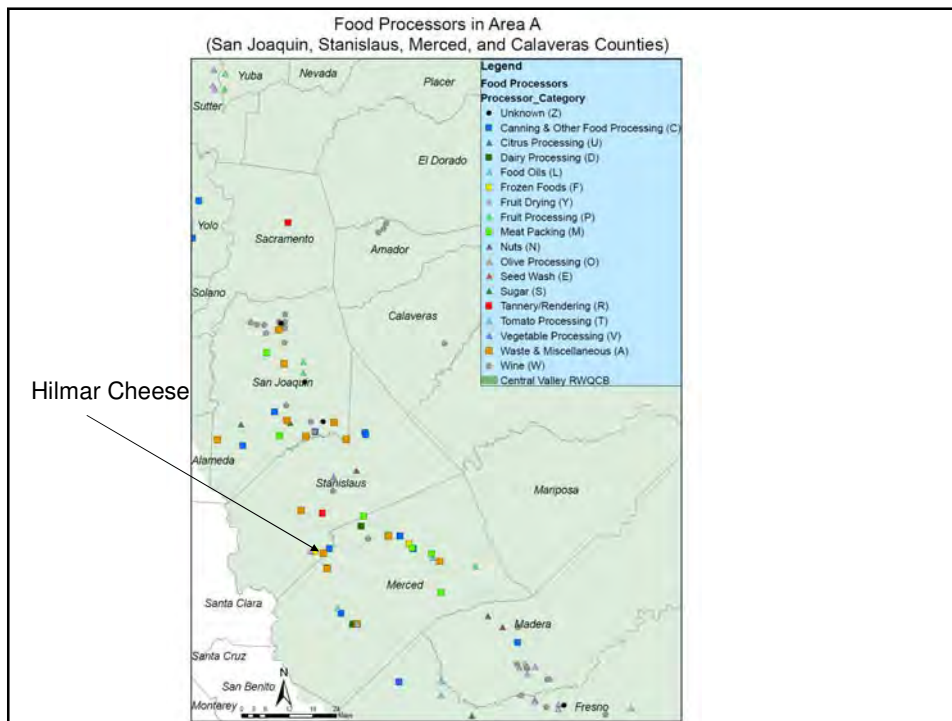 Food Processors in Area A
(San Joaquin, Stanislaus, Merced, and Calaveras Counties)
Legend
Food Processors
Processor_Category
Unknown (Z)
Canning & Other Food Processing (C)
Citrus Processing (U)
Dairy Processing (D)
Food Oils (L)
Frozen Foods (F)
Fruit Drying (Y)
Fruit Processing (P)
Meat Packing (M)
Nuts (N)
Olive Processing (O)
Seed Wash (E)
Sugar (S)
Tannery/Rendering (R)
Tomato Processing (T)
Vegetable Processing (V)
Waste & Miscellaneous (A)
Wine (W)
Central Valley RWQCB
Yuba
Nevada
Placer
Sutter
El Dorado
Yolo
Sacramento
Amador
Solano
Calaveras
San Joaquin
Hilmar Cheese
Alameda
Stanislaus
Mariposa
Merced
Santa Clara
Madera
Santa Cruz
San Benito
Monterey
Fresno
N